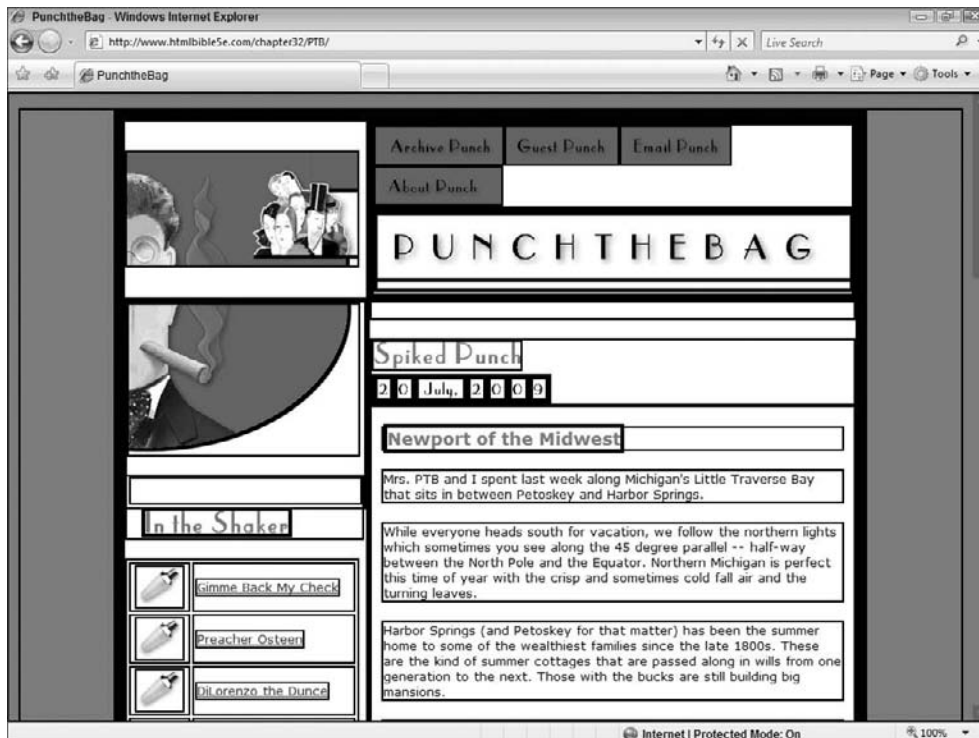 PunchtheBag - Windows Internet Explorer
http://www.htmlbible5e.com/chapter32/PTB/
Live Search
PunchtheBag
Page
Tools
Archive Punch
Guest Punch
Email Punch
About Punch
PUNCHTHEBAG
Spiked Punch
20 July, 2009
Newport of the Midwest
Mrs. PTB and I spent last week along Michigan's Little Traverse Bay
that sits in between Petoskey and Harbor Springs.
While everyone heads south for vacation, we follow the northern lights
which sometimes you see along the 45 degree parallel -- half-way
between the North Pole and the Equator. Northern Michigan is perfect
this time of year with the crisp and sometimes cold fall air and the
turning leaves.
Harbor Springs (and Petoskey for that matter) has been the summer
home to some of the wealthiest families since the late 1800s. These
are the kind of summer cottages that are passed along in wills from one
generation to the next. Those with the bucks are still building big
mansions.
In the Shaker
Gimme Back My Check
Preacher Osteen
DiLorenzo the Dunce
Internet | Protected Mode: On
100%